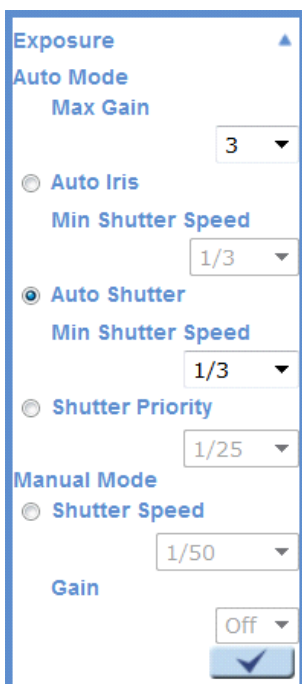 Exposure
Auto Mode
Max Gain
3
Auto Iris
Min Shutter Speed
1/3
Auto Shutter
Min Shutter Speed
1/3
Shutter Priority
1/25
Manual Mode
Shutter Speed
1/50
Gain
Off